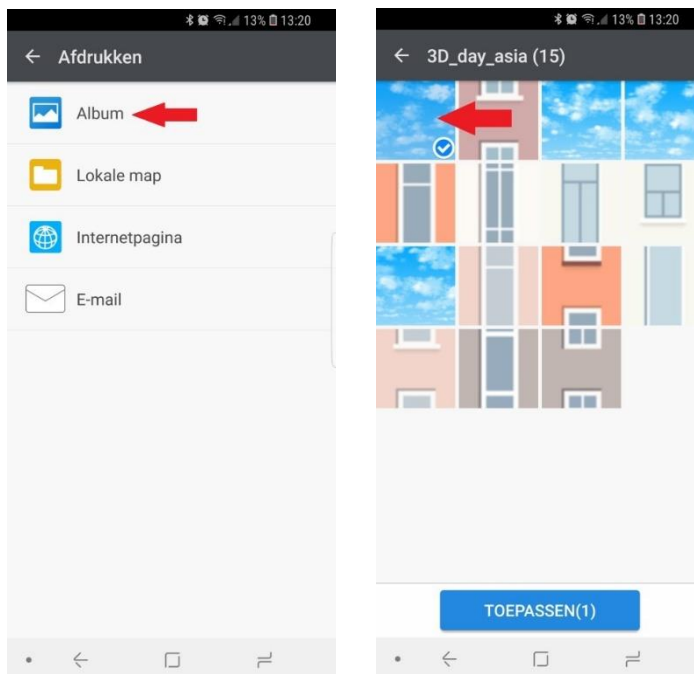 13% 13:20
Afdrukken
Album
Lokale map
Internetpagina
E-mail
13% 13:20
3D_day_asia (15)
TOEPASSEN(1)